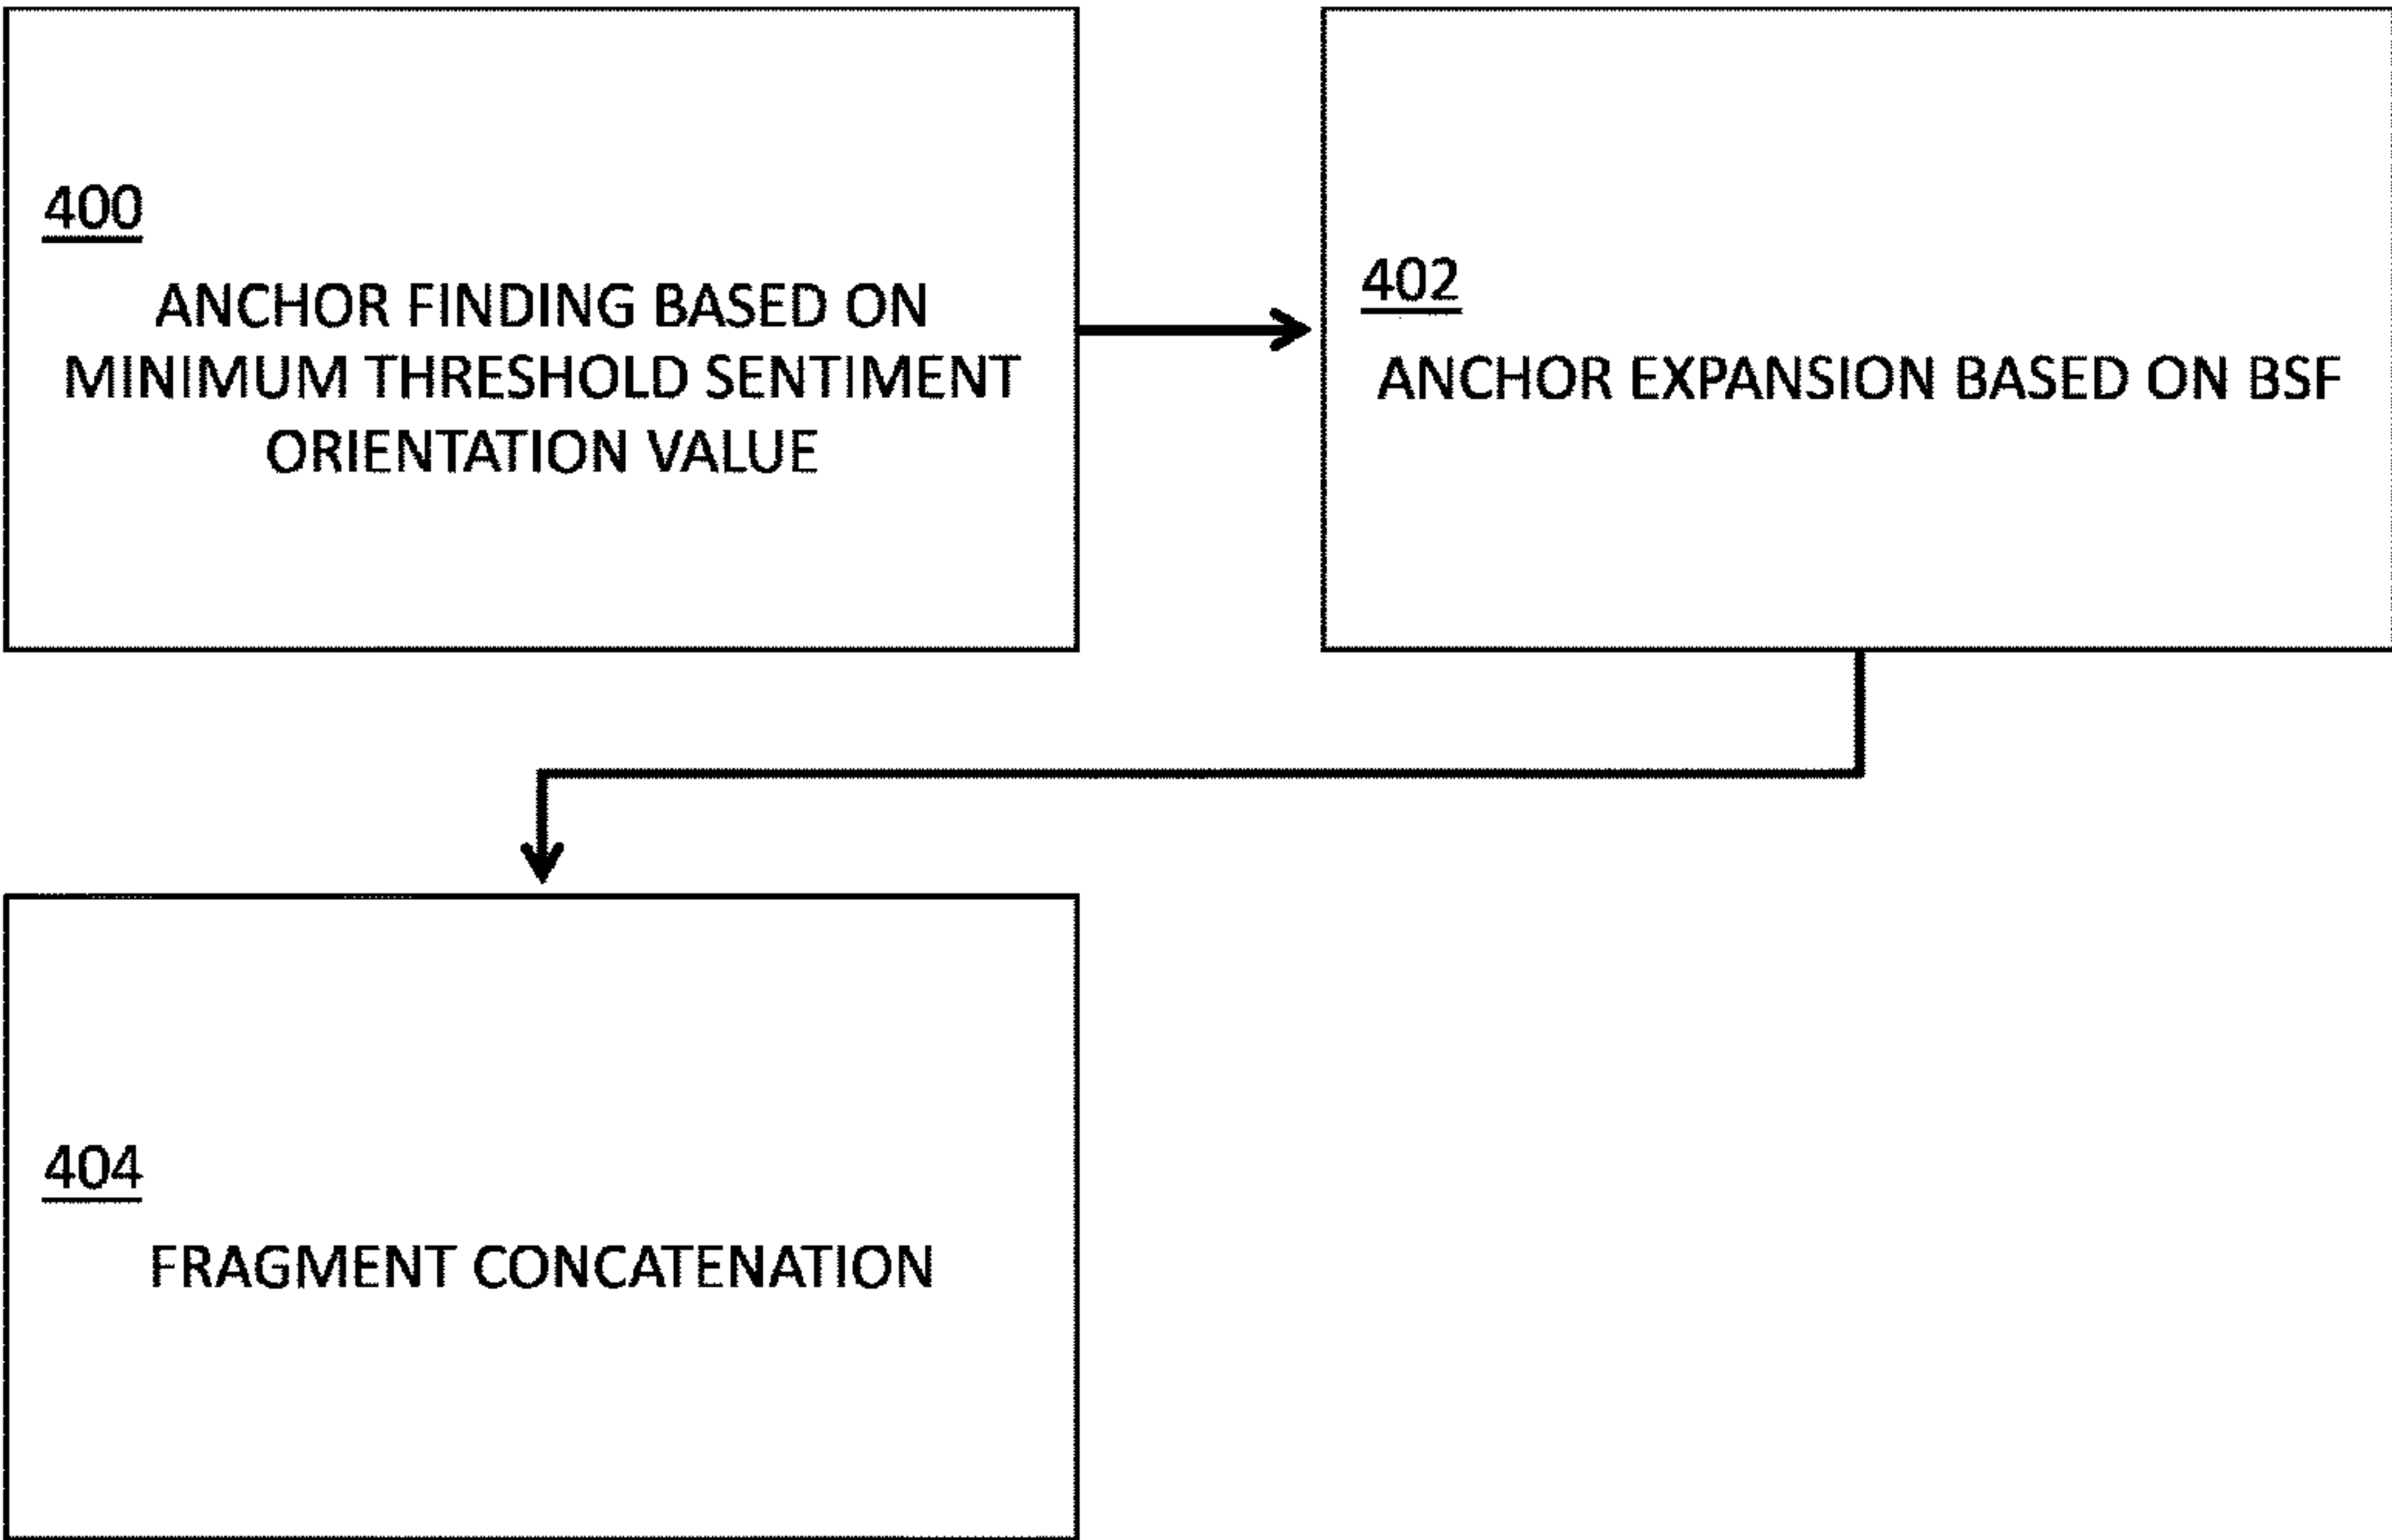 400
ANCHOR FINDING BASED ON
MINIMUM THRESHOLD SENTIMENT
ORIENTATION VALUE
402
ANCHOR EXPANSION BASED ON BSF
404
FRAGMENT CONCATENATION